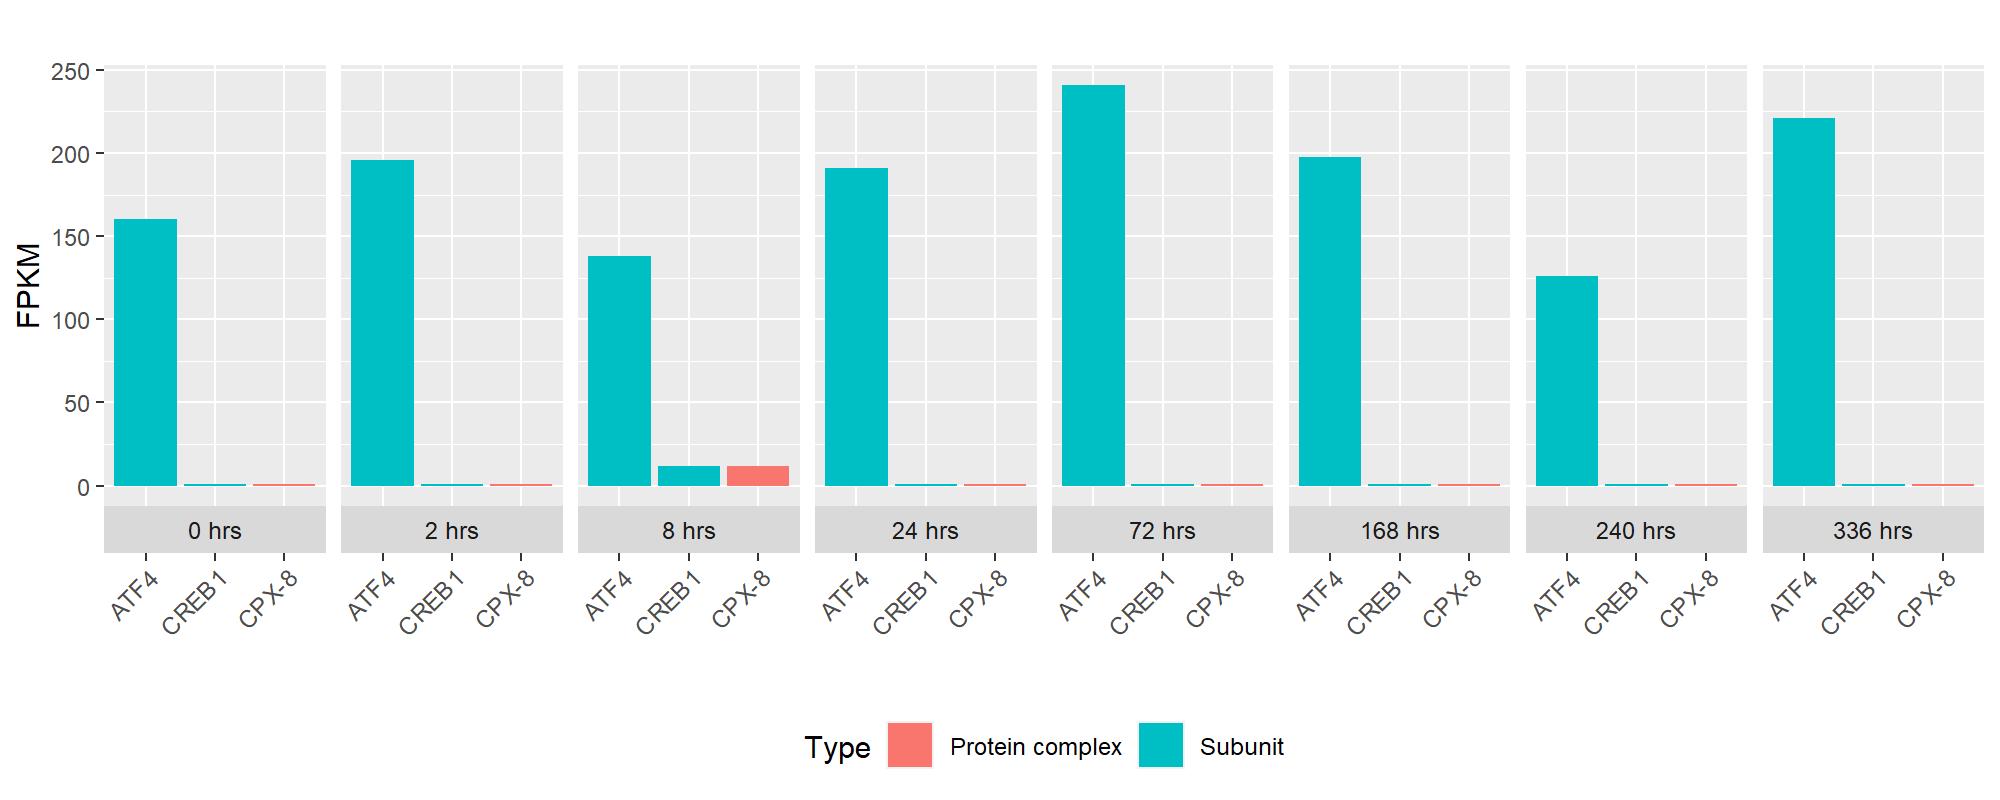 FPKM
250
200
150
100
50
0
0 hrs 2 hrs 8 hrs 24 hrs 72 hrs 168 hrs 240 hrs 336 hrs
ATF4 CREB1 CPX-8 ATF4 CREB1 CPX-8 ATF4 CREB1 CPX-8 ATF4 CREB1 CPX-8 ATF4 CREB1 CPX-8 ATF4 CREB1 CPX-8 ATF4 CREB1 CPX-8 ATF4 CREB1 CPX-8
Type Protein complex Subunit